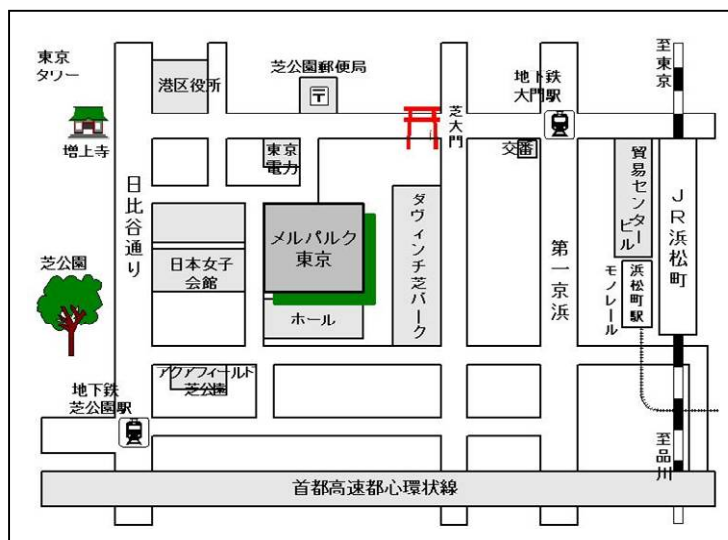 東京
タワー
港区役所
芝公園郵便局
〒
地下鉄
大門駅
至東京
増上寺
東京
電力
芝大門
交番
貿易センター
ビル
JR浜松町
日比谷通り
日本女子
会館
メルパルク
東京
ホール
ダヴィンチ芝パーク
第一京浜
浜松町駅
モノレール
芝公園
アクアフィールド
芝公園
地下鉄
芝公園駅
至品川
首都高速都心環状線